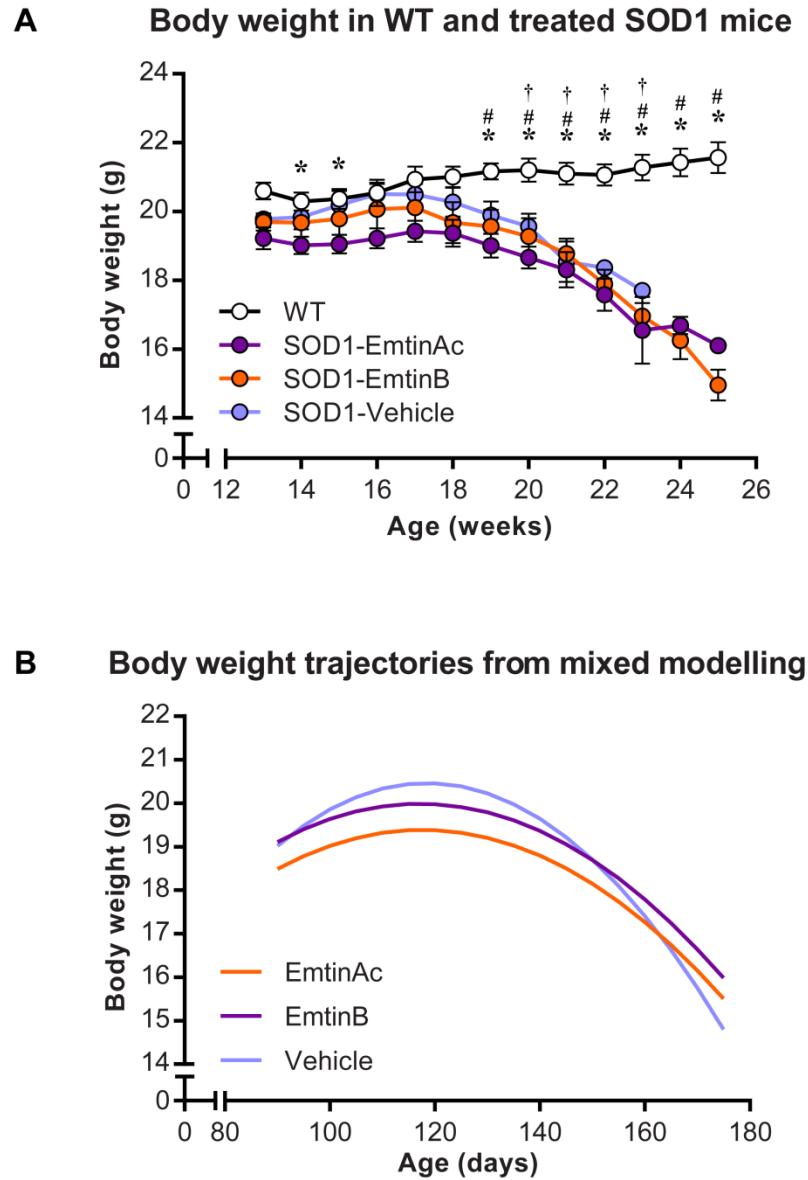 A Body weight in WT and treated SOD1 mice
24
22
20
18
16
14
0
Body weight (g)
† † † †
# # # # # # #
* * * * * * * * *
WT
SOD1-EmtinAc
SOD1-EmtinB
SOD1-Vehicle
0 12 14 16 18 20 22 24 26
Age (weeks)
B Body weight trajectories from mixed modelling
22
21
20
19
18
17
16
15
14
0
Body weight (g)
EmtinAc
EmtinB
Vehicle
0 80 100 120 140 160 180
Age (days)